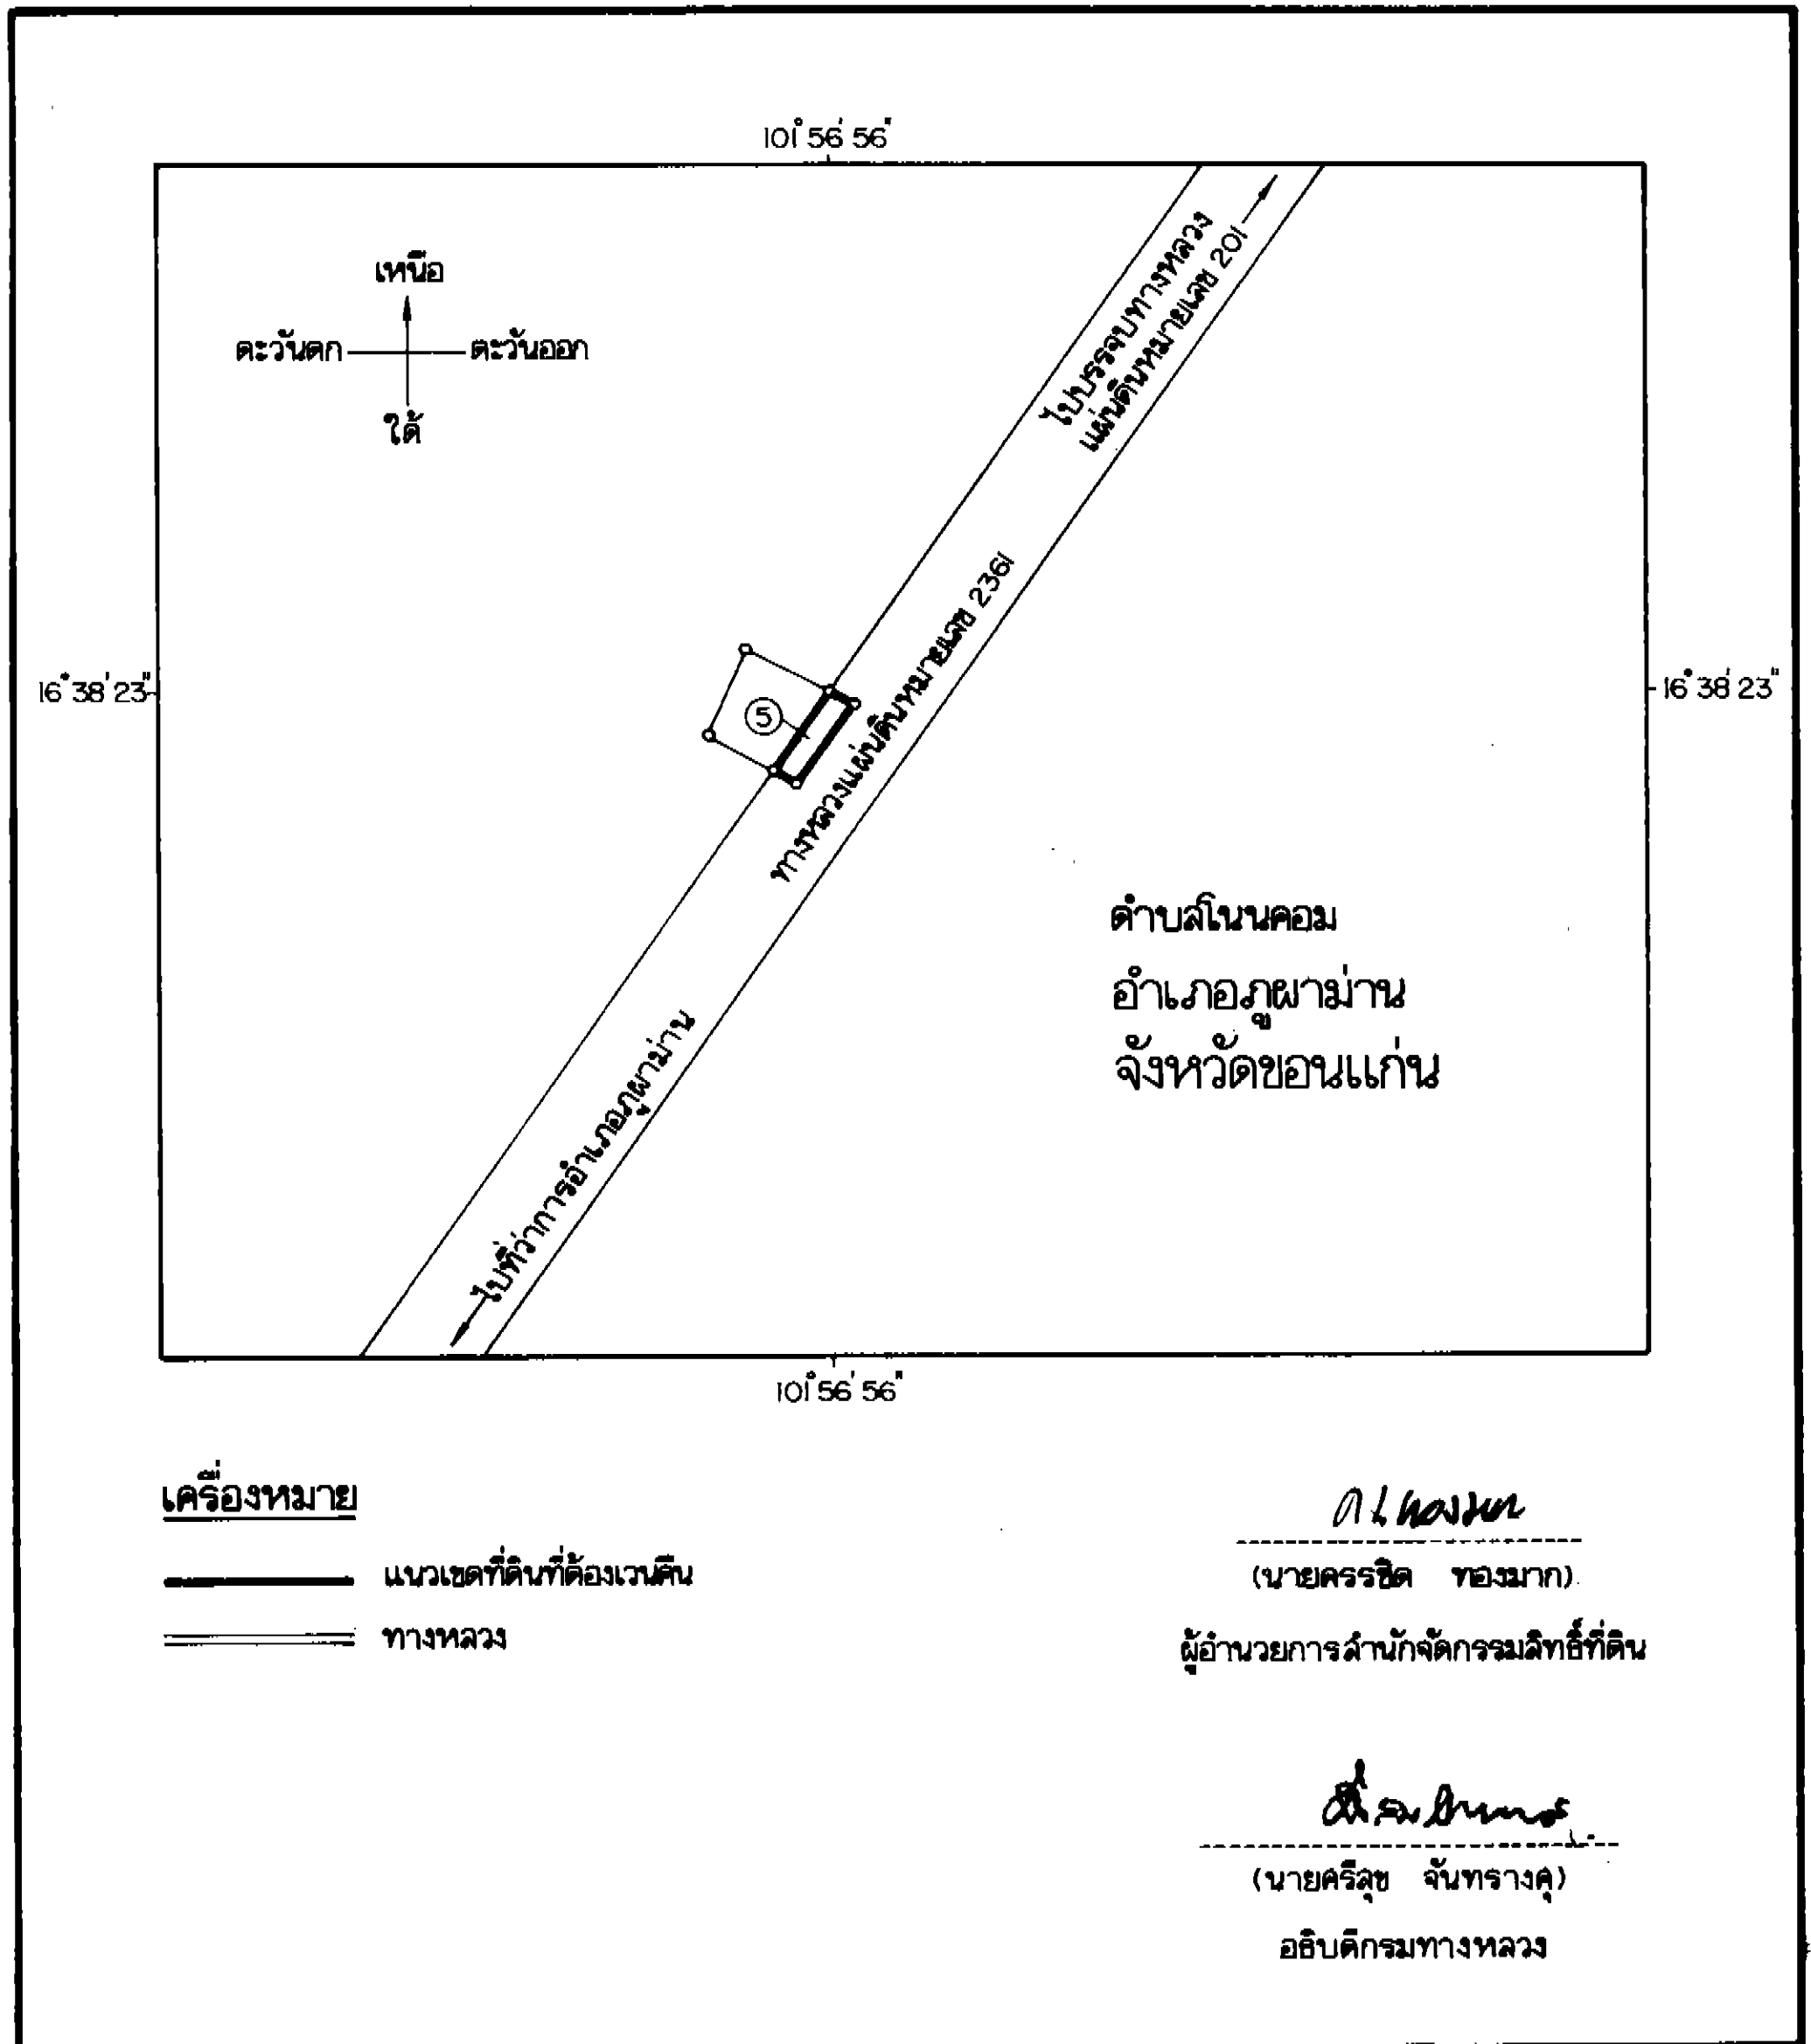 101° 56' 56"
เหนือ
ตะวันตก
ตะวันออก
ใต้
ไปบรรจบทางหลวง
แผ่นดินหมายเลข 201
16° 38' 23"
16° 38' 23"
5
ทางหลวงแผ่นดินหมายเลข 2361
ตำบลโนนคอม
อำเภอภูผาม่าน
จังหวัดขอนแก่น
ไปที่ว่าการอำเภอภูผาม่าน
101° 56' 56"
เครื่องหมาย
แนวเขตที่ดินที่ต้องเวนคืน
ทางหลวง
(นายครรชิต ทองมาก)
ผู้อำนวยการสำนักจัดกรรมสิทธิ์ที่ดิน
(นายศรีสุข จันทรางศุ)
อธิบดีกรมทางหลวง